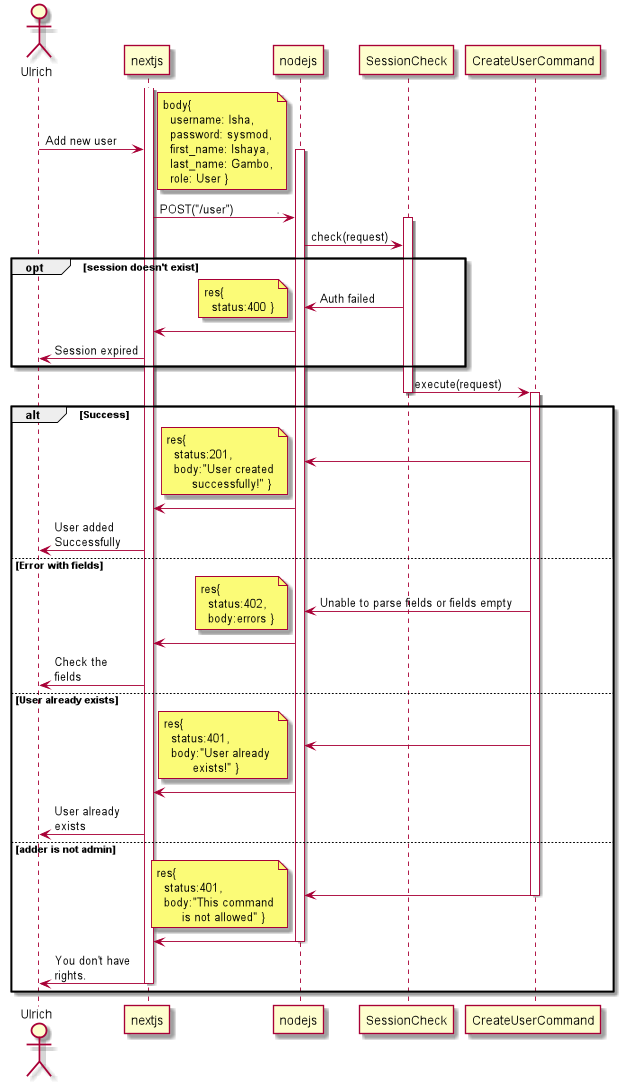 Ulrich
nextjs
nodejs
SessionCheck
CreateUserCommand
body{
username: Isha,
password: sysmod,
first_name: Ishaya,
last_name: Gambo,
role: User }
Add new user
POST("/user")
check(request)
opt
[session doesn't exist]
res{
status:400 }
Auth failed
Session expired
execute(request)
alt
[Success]
res{
status:201,
body:"User created
successfully!" }
User added
Successfully
[Error with fields]
res{
status:402,
body:errors }
Unable to parse fields or fields empty
Check the
fields
[User already exists]
res{
status:401,
body:"User already
exists!" }
User already
exists
[adder is not admin]
res{
status:401,
body:"This command
is not allowed" }
You don't have
rights.
Ulrich
nextjs
nodejs
SessionCheck
CreateUserCommand